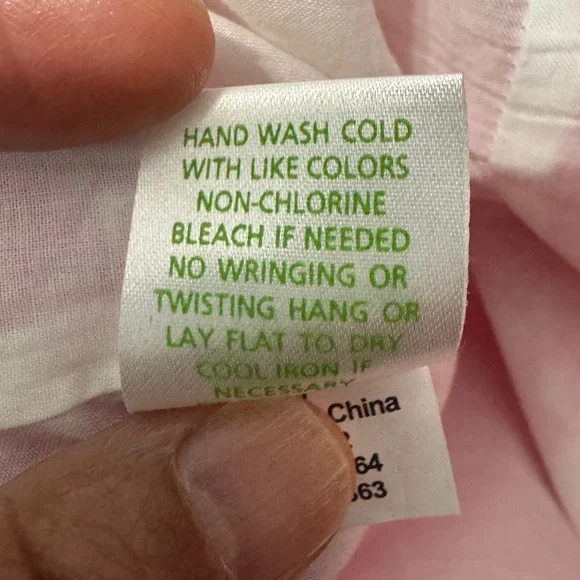 HAND WASH COLD
WITH LIKE COLORS
NON-CHLORINE
BLEACH IF NEEDED
NO WRINGING OR
TWISTING HANG OR
LAY FLAT TO DRY
COOL IRON IF
NECESSARY
China
64
63